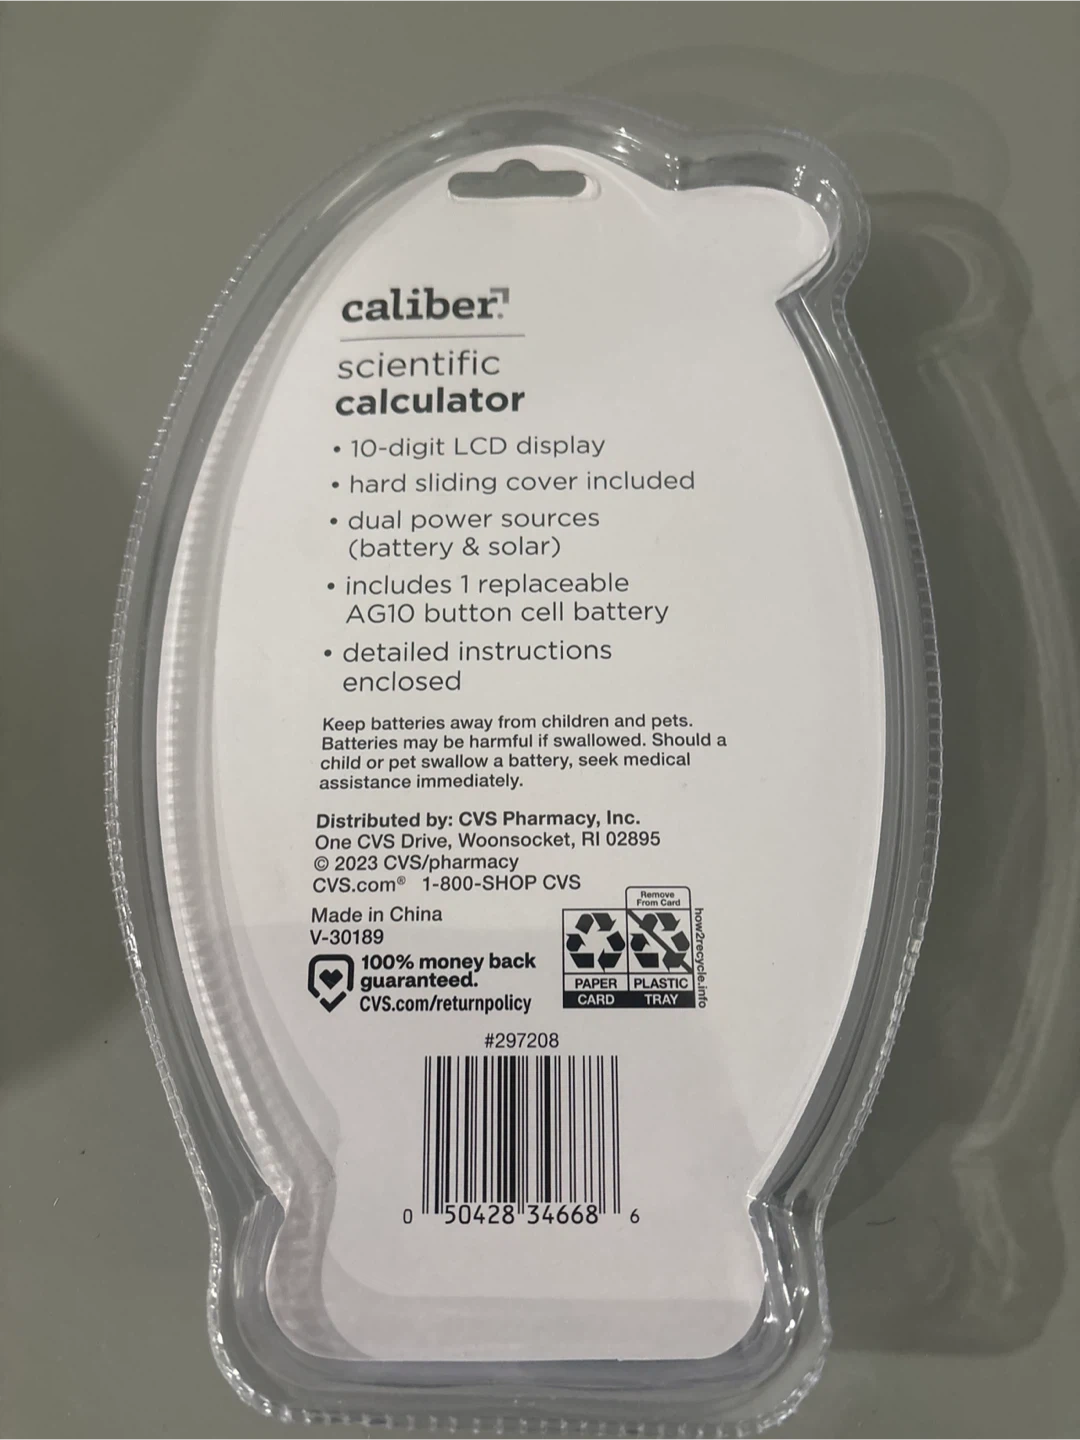 caliber.
scientific
calculator
• 10-digit LCD display
• hard sliding cover included
• dual power sources
(battery & solar)
• includes 1 replaceable
AG10 button cell battery
• detailed instructions
enclosed
Keep batteries away from children and pets.
Batteries may be harmful if swallowed. Should a
child or pet swallow a battery, seek medical
assistance immediately.
Distributed by: CVS Pharmacy, Inc.
One CVS Drive, Woonsocket, RI 02895
© 2023 CVS/pharmacy
CVS.com® 1-800-SHOP CVS
Made in China
V-30189
100% money back
guaranteed.
CVS.com/returnpolicy
Remove
From Card
PAPER
CARD
PLASTIC
TRAY
how2recycle.info
#297208
0 50428 34668 6